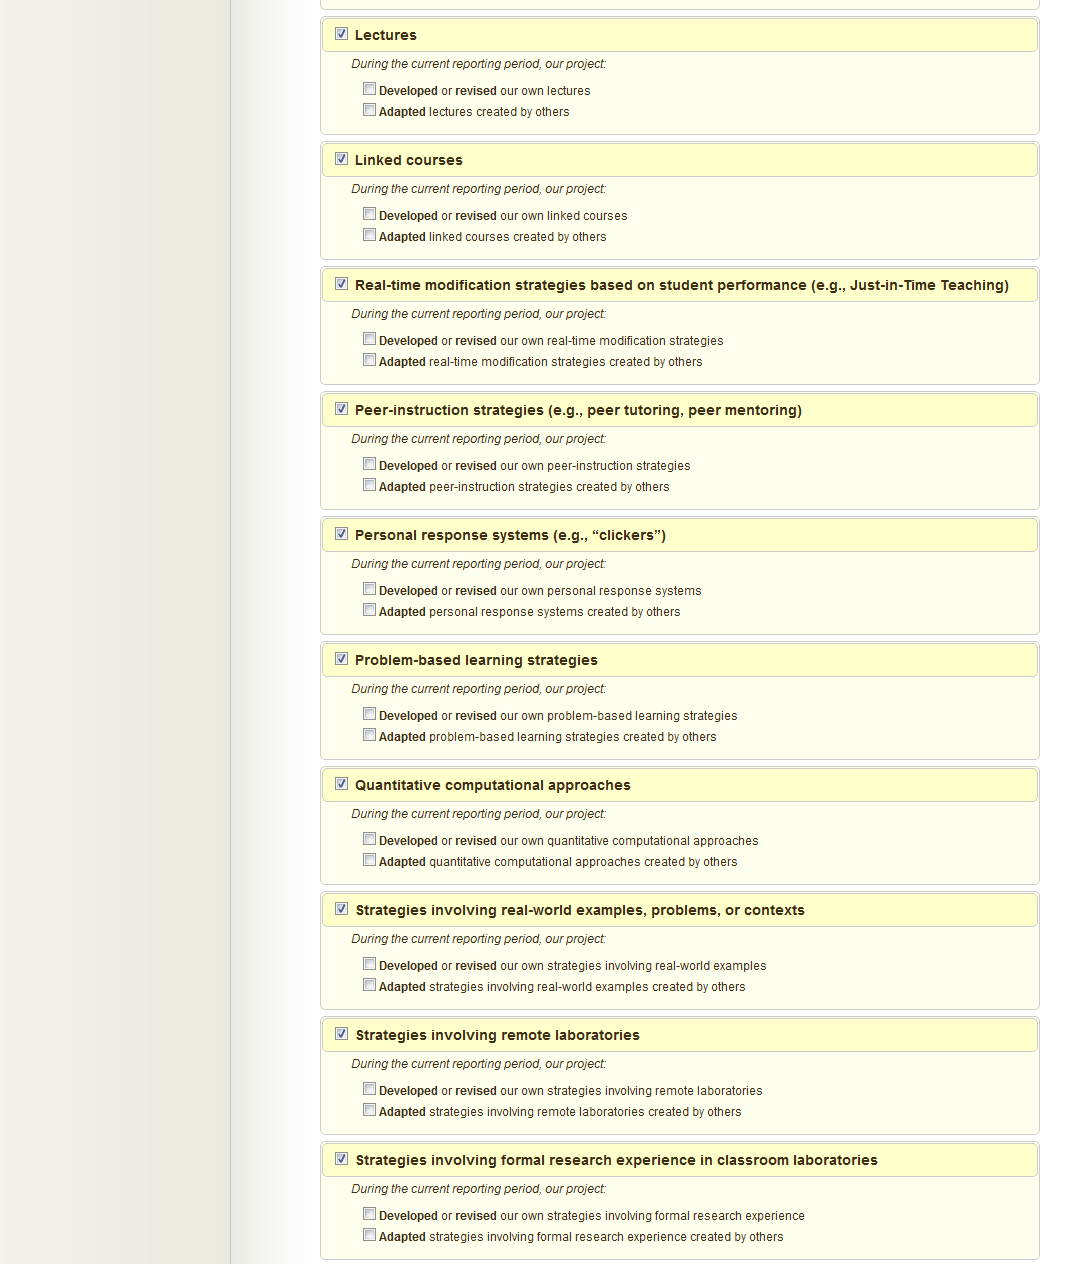 Lectures
During the current reporting period, our project:
Developed or revised our own lectures
Adapted lectures created by others
Linked courses
During the current reporting period, our project:
Developed or revised our own linked courses
Adapted linked courses created by others
Real-time modification strategies based on student performance (e.g., Just-in-Time Teaching)
During the current reporting period, our project:
Developed or revised our own real-time modification strategies
Adapted real-time modification strategies created by others
Peer-instruction strategies (e.g., peer tutoring, peer mentoring)
During the current reporting period, our project:
Developed or revised our own peer-instruction strategies
Adapted peer-instruction strategies created by others
Personal response systems (e.g., “clickers”)
During the current reporting period, our project:
Developed or revised our own personal response systems
Adapted personal response systems created by others
Problem-based learning strategies
During the current reporting period, our project:
Developed or revised our own problem-based learning strategies
Adapted problem-based learning strategies created by others
Quantitative computational approaches
During the current reporting period, our project:
Developed or revised our own quantitative computational approaches
Adapted quantitative computational approaches created by others
Strategies involving real-world examples, problems, or contexts
During the current reporting period, our project:
Developed or revised our own strategies involving real-world examples
Adapted strategies involving real-world examples created by others
Strategies involving remote laboratories
During the current reporting period, our project:
Developed or revised our own strategies involving remote laboratories
Adapted strategies involving remote laboratories created by others
Strategies involving formal research experience in classroom laboratories
During the current reporting period, our project:
Developed or revised our own strategies involving formal research experience
Adapted strategies involving formal research experience created by others